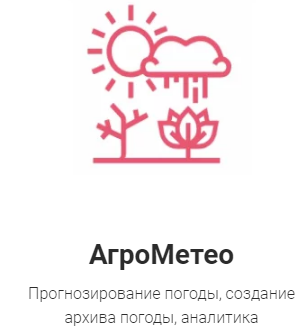 АгроМетео
Прогнозирование погоды, создание
архива погоды, аналитика